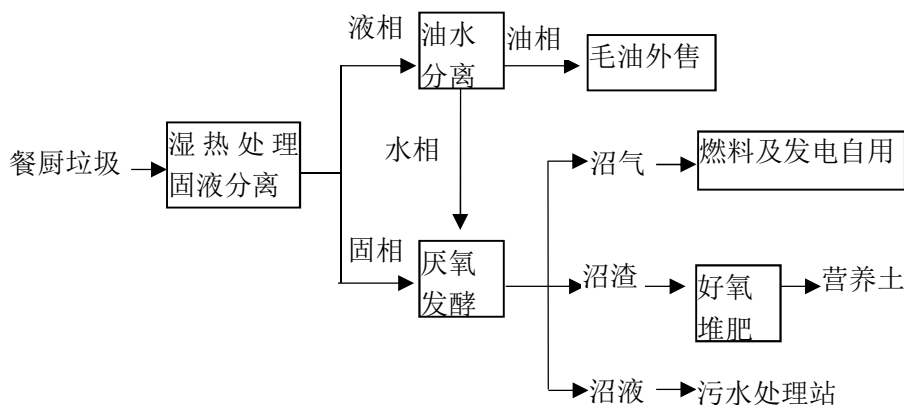 液相
油水
分离
油相
毛油外售
餐厨垃圾
湿热处理
固液分离
水相
沼气
燃料及发电自用
固相
厌氧
发酵
沼渣
好氧
堆肥
营养土
沼液
污水处理站